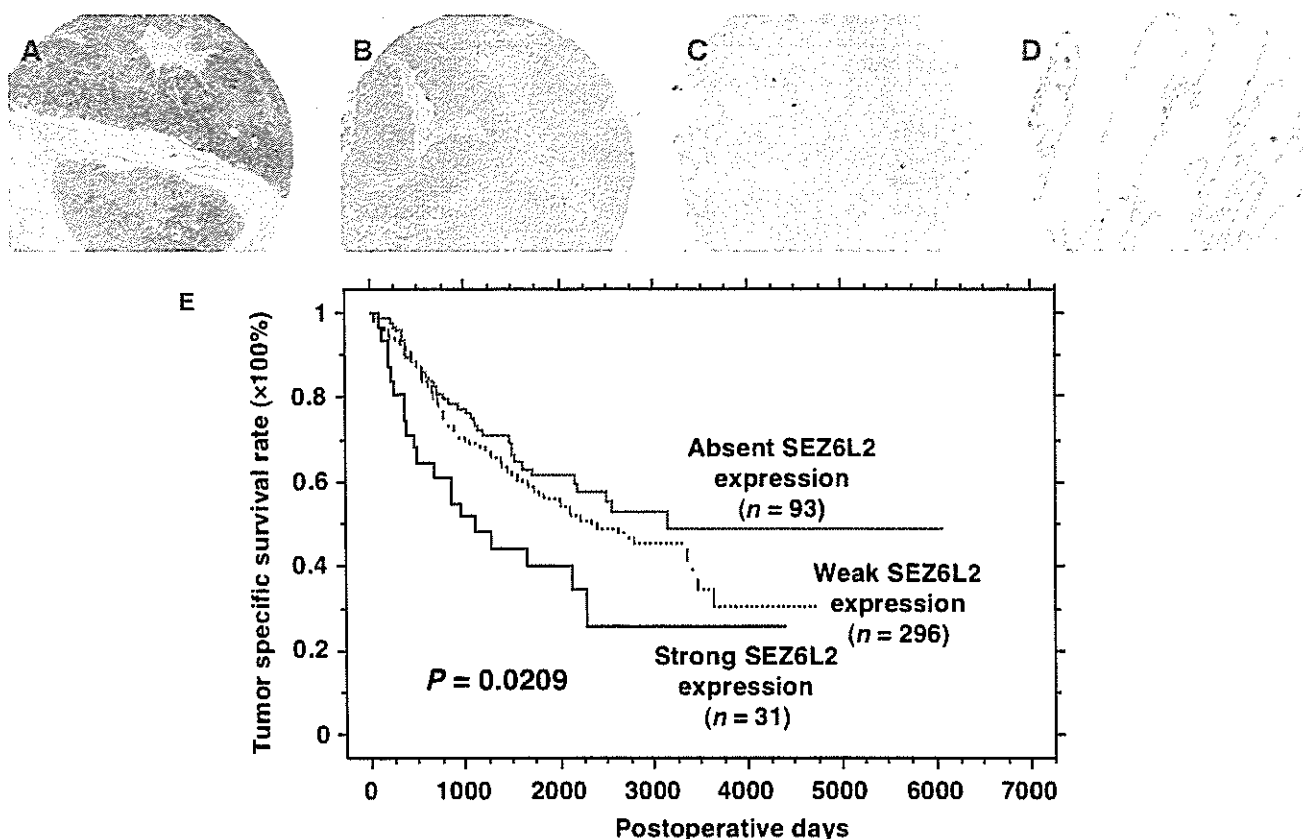 A
B
C
D
E
Tumor specific survival rate (×100%)
1
0.8
0.6
0.4
0.2
0
Absent SEZ6L2
expression
(n = 93)
Weak SEZ6L2
expression
(n = 296)
Strong SEZ6L2
expression
(n = 31)
P = 0.0209
0 1000 2000 3000 4000 5000 6000 7000
Postoperative days